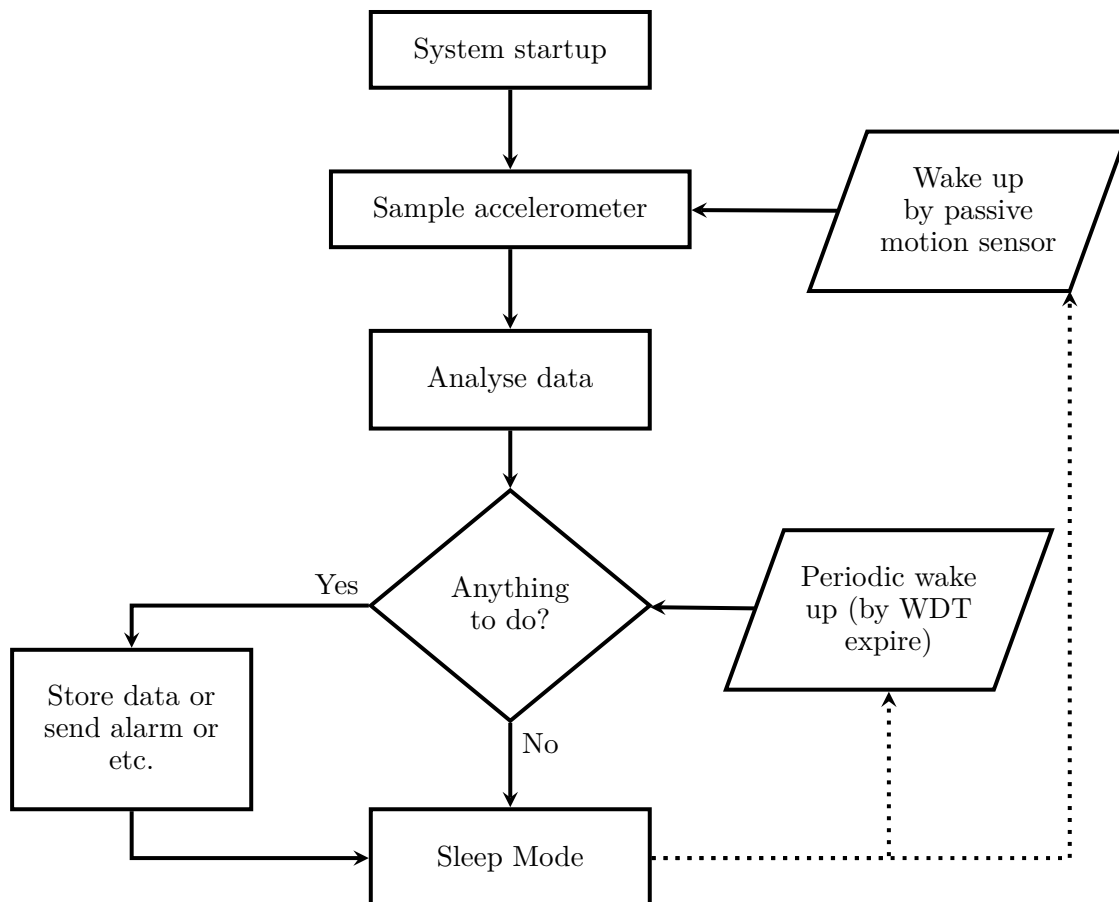 System startup
Wake up
by passive
motion sensor
Sample accelerometer
Analyse data
Yes
Anything
to do?
Periodic wake
up (by WDT
expire)
Store data or
send alarm or
etc.
No
Sleep Mode